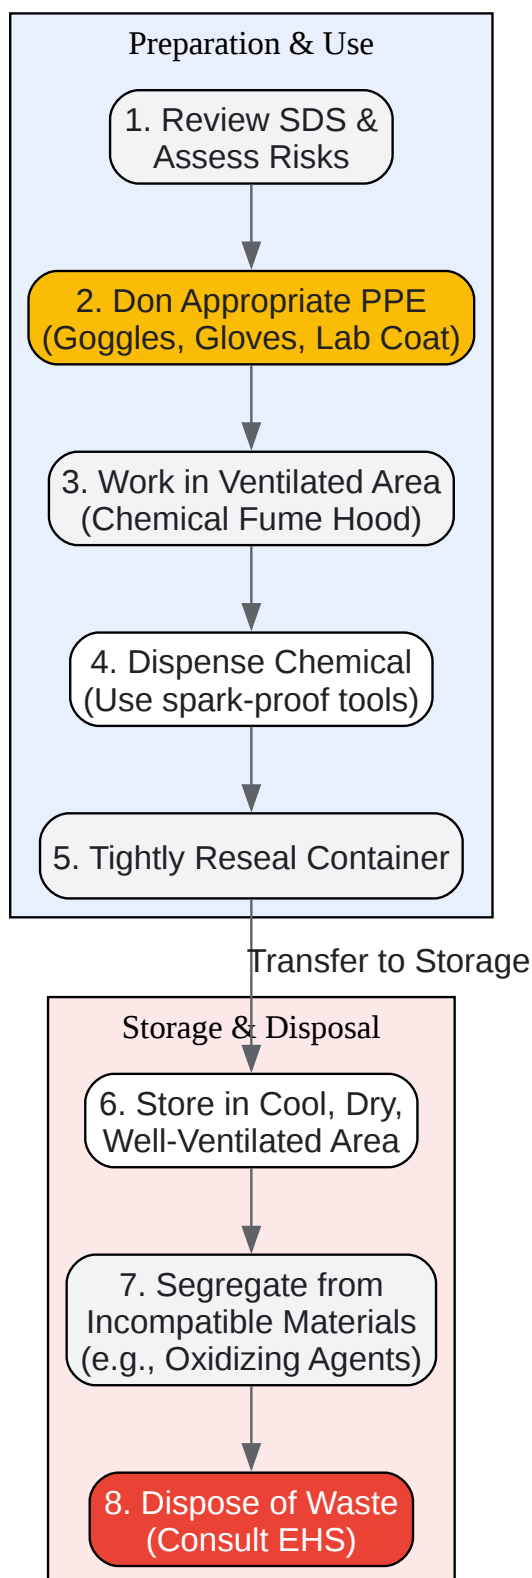 Preparation & Use
1. Review SDS &
Assess Risks
2. Don Appropriate PPE
(Goggles, Gloves, Lab Coat)
3. Work in Ventilated Area
(Chemical Fume Hood)
4. Dispense Chemical
(Use spark-proof tools)
5. Tightly Reseal Container
Transfer to Storage
Storage & Disposal
6. Store in Cool, Dry,
Well-Ventilated Area
7. Segregate from
Incompatible Materials
(e.g., Oxidizing Agents)
8. Dispose of Waste
(Consult EHS)